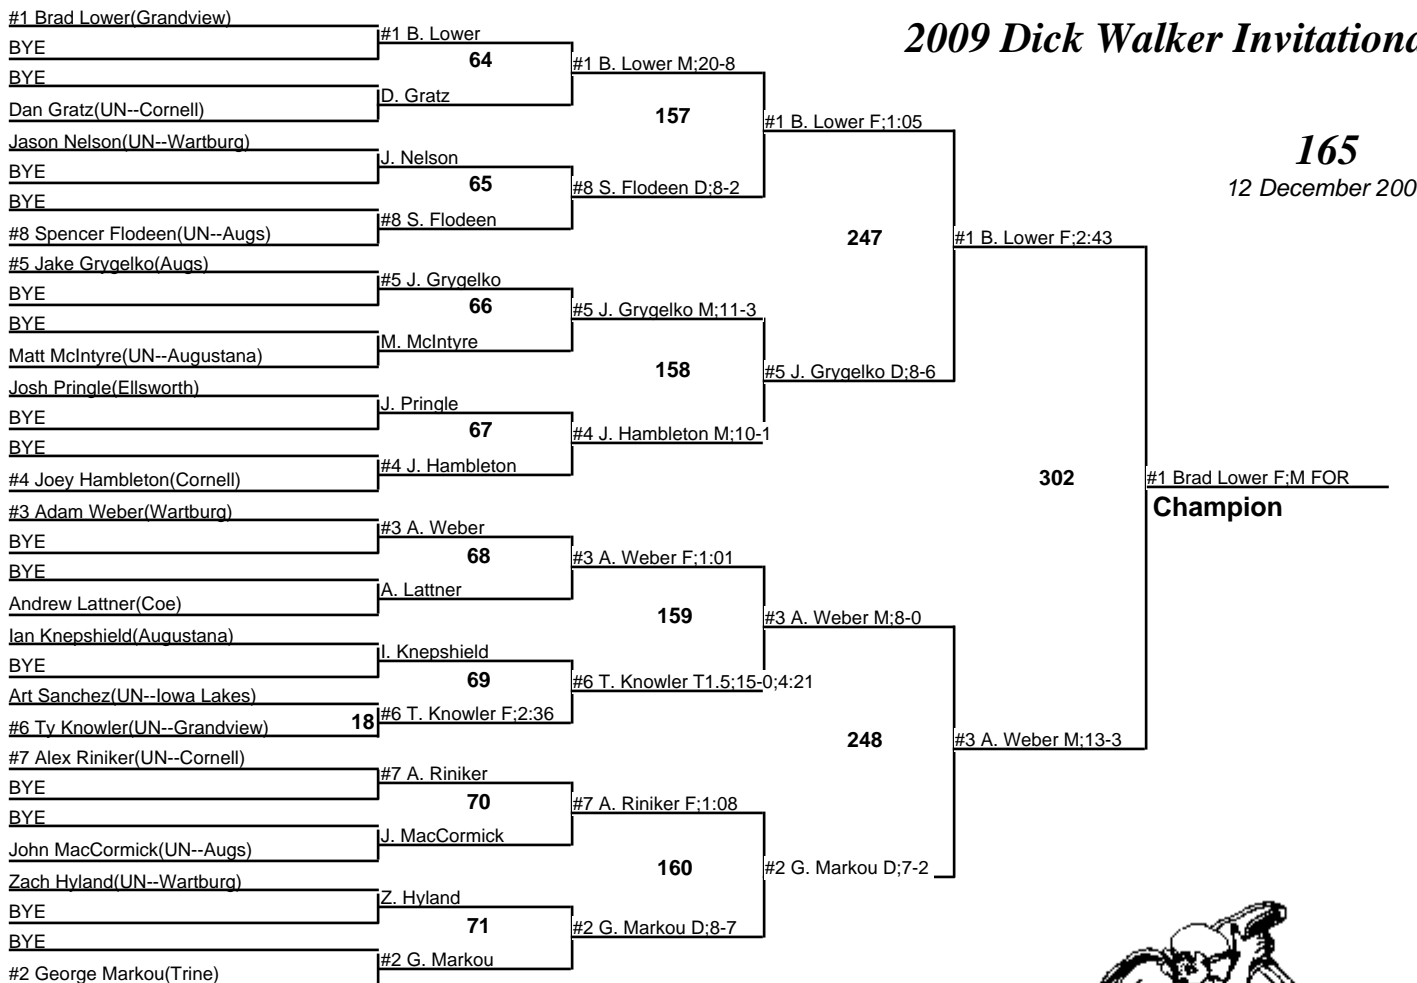 2009 Dick Walker Invitationa
165
12 December 200
#1 Brad Lower(Grandview)
BYE
BYE
Dan Gratz(UN--Cornell)
Jason Nelson(UN--Wartburg)
BYE
BYE
#8 Spencer Flodeen(UN--Augs)
#5 Jake Grygelko(Augs)
BYE
BYE
Matt McIntyre(UN--Augustana)
Josh Pringle(Ellsworth)
BYE
BYE
#4 Joey Hambleton(Cornell)
#3 Adam Weber(Wartburg)
BYE
BYE
Andrew Lattner(Coe)
Ian Knepshield(Augustana)
BYE
Art Sanchez(UN--Iowa Lakes)
#6 Ty Knowler(UN--Grandview)
18
#7 Alex Riniker(UN--Cornell)
BYE
BYE
John MacCormick(UN--Augs)
Zach Hyland(UN--Wartburg)
BYE
BYE
#2 George Markou(Trine)
#1 B. Lower
64
D. Gratz
J. Nelson
65
#8 S. Flodeen
#5 J. Grygelko
66
M. McIntyre
J. Pringle
67
#4 J. Hambleton
#3 A. Weber
68
A. Lattner
I. Knepshield
69
#6 T. Knowler F;2:36
#7 A. Riniker
70
J. MacCormick
Z. Hyland
71
#2 G. Markou
#1 B. Lower M;20-8
157
#8 S. Flodeen D;8-2
#5 J. Grygelko M;11-3
158
#4 J. Hambleton M;10-1
#3 A. Weber F;1:01
159
#6 T. Knowler T1.5;15-0;4:21
#7 A. Riniker F;1:08
160
#2 G. Markou D;8-7
#1 B. Lower F;1:05
247
#5 J. Grygelko D;8-6
#3 A. Weber M;8-0
248
#2 G. Markou D;7-2
#1 B. Lower F;2:43
302
#3 A. Weber M;13-3
#1 Brad Lower F;M FOR
Champion